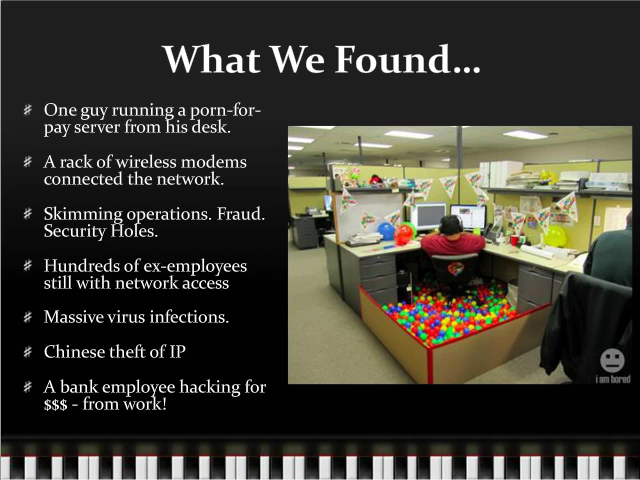 What We Found...
One guy running a porn-for-
pay server from his desk.
A rack of wireless modems
connected the network.
Skimming operations. Fraud.
Security Holes.
Hundreds of ex-employees
still with network access
Massive virus infections.
Chinese theft of IP
A bank employee hacking for
$$$ - from work!
i am bored